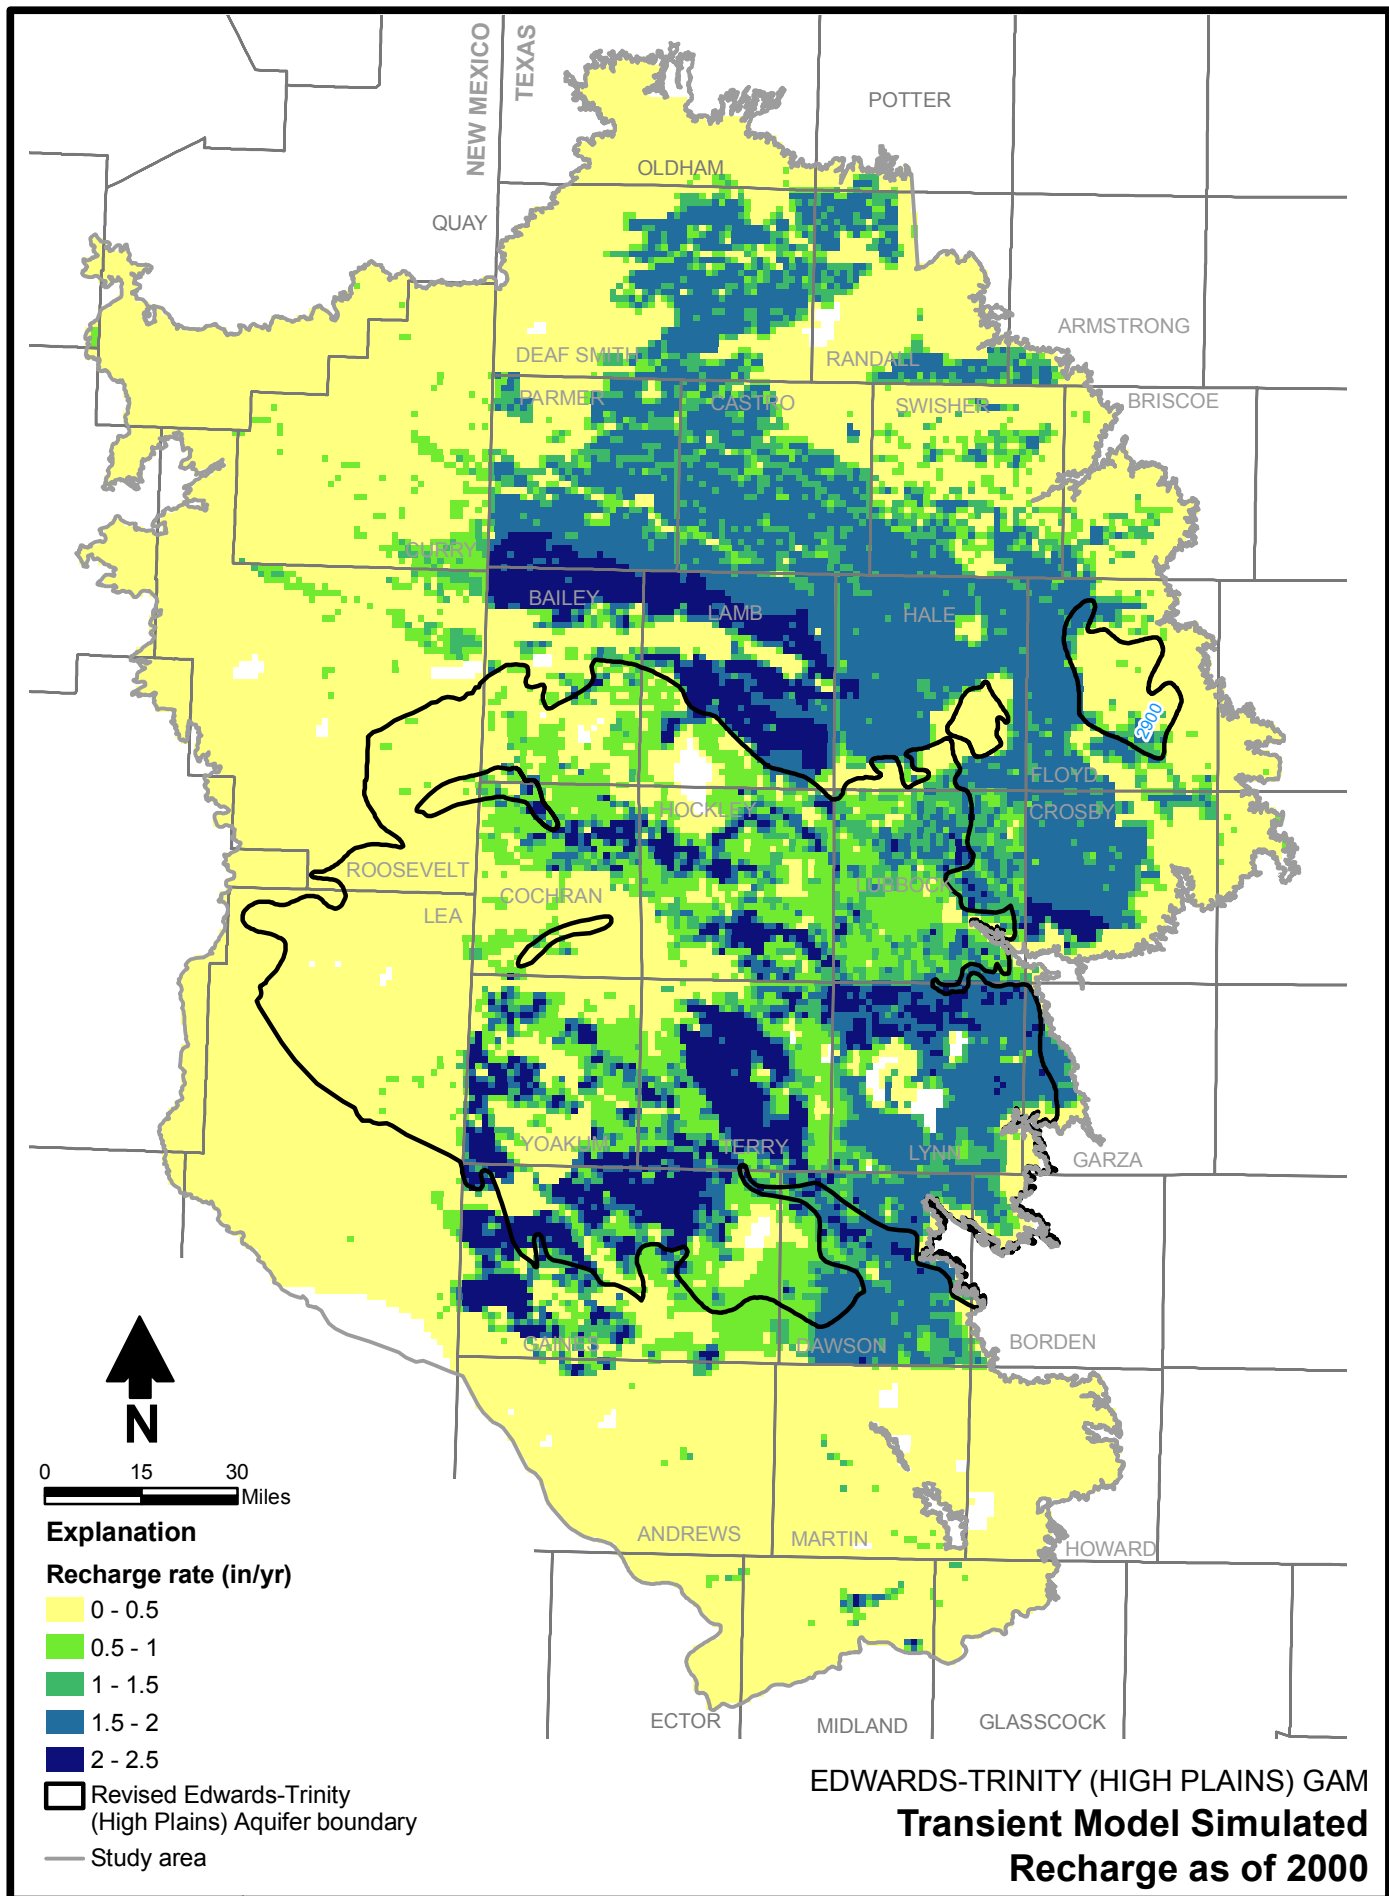 NEW MEXICO
TEXAS
POTTER
OLDHAM
QUAY
ARMSTRONG
DEAF SMITH
RANDALL
PARMER
CASTRO
SWISHER
BRISCOE
CURRY
BAILEY
LAMB
HALE
2900
FLOYD
HOCKLEY
CROSBY
ROOSEVELT
COCHRAN
LUBBOCK
LEA
YOAKUM
TERRY
LYNN
GARZA
GAINES
DAWSON
BORDEN
N
0 15 30
Miles
ANDREWS
MARTIN
HOWARD
ECTOR
MIDLAND
GLASSCOCK
Explanation
Recharge rate (in/yr)
0 - 0.5
0.5 - 1
1 - 1.5
1.5 - 2
2 - 2.5
Revised Edwards-Trinity
(High Plains) Aquifer boundary
Study area
EDWARDS-TRINITY (HIGH PLAINS) GAM
Transient Model Simulated
Recharge as of 2000